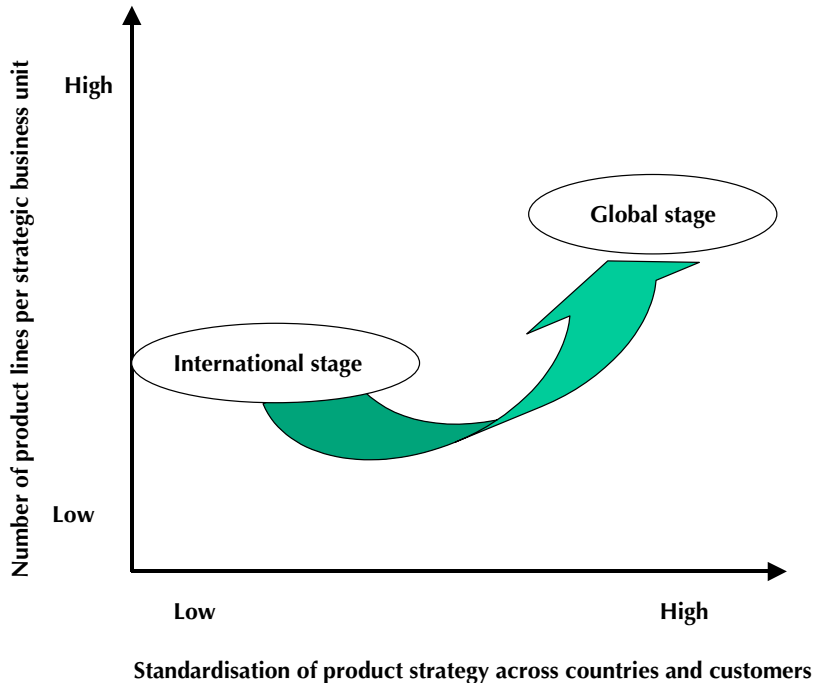 Number of product lines per strategic business unit
High
Global stage
International stage
Low
Low High
Standardisation of product strategy across countries and customers